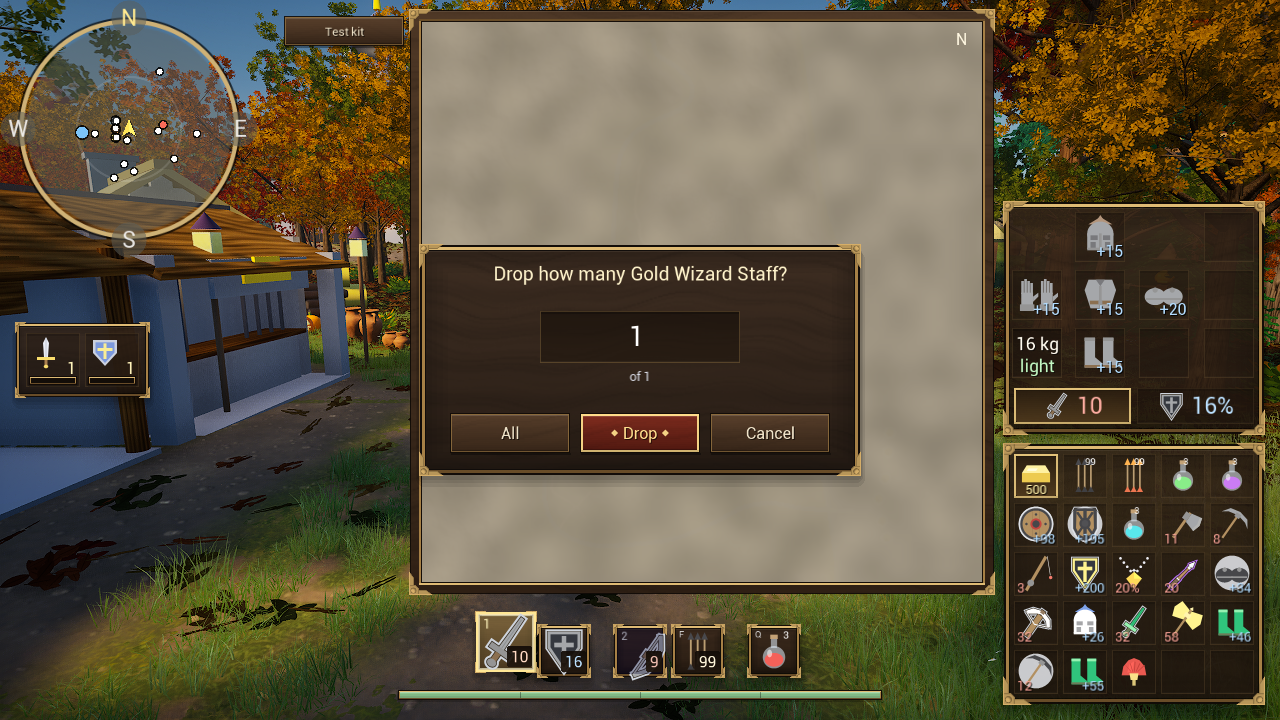 N
W
E
S
Test kit
N
1
1
Drop how many Gold Wizard Staff?
1
of 1
All
Drop
Cancel
+15
+15
+15
+20
16 kg
light
+15
10
16%
500
99
99
3
3
+98
+195
3
11
8
3
+200
20%
20
+34
32
+26
32
58
+46
12
+55
1
10
16
2
9
F
99
Q
3